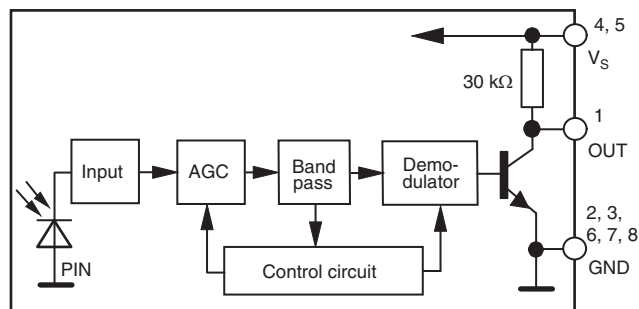 4, 5
V_S
30 kΩ
1
OUT
Input
AGC
Band
pass
Demo-
dulator
2, 3,
6, 7, 8
GND
PIN
Control circuit